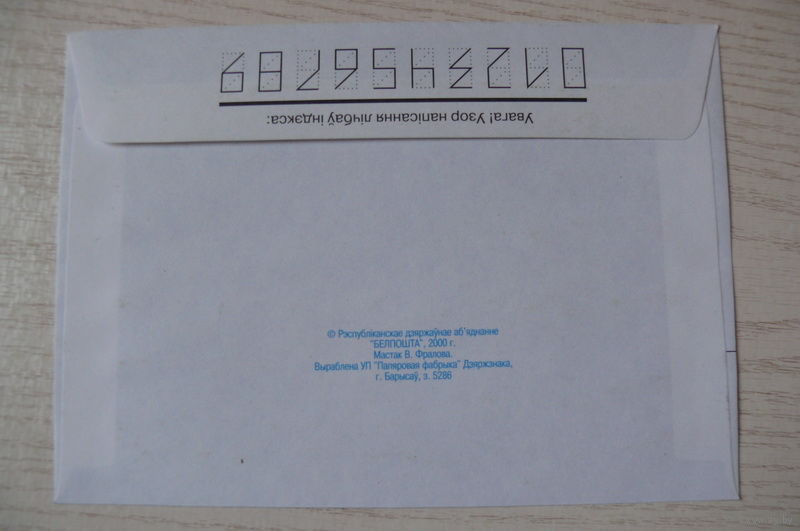 Увага! Узор напісання лічбаў індэкса:
0123456789
© Рэспубліканскае дзяржаўнае аб'яднанне
"БЕЛПОШТА", 2000 г.
Мастак В. Фралова.
Выраблена УП "Папяровая фабрыка" Дзяржзнака,
г. Барысаў, з. 5286